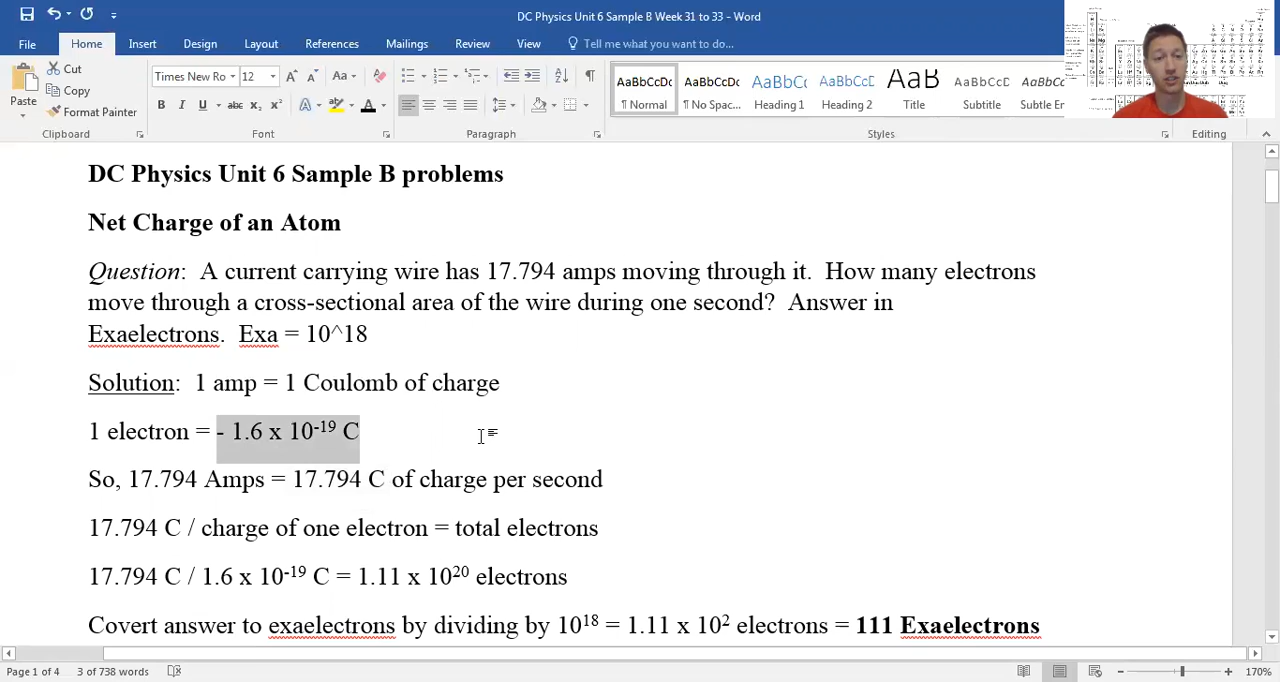 DC Physics Unit 6 Sample B Week 31 to 33 - Word
File Home Insert Design Layout References Mailings Review View Tell me what you want to do...
Paste
Cut
Copy
Format Painter
Times New Ro 12 Aa
B I U abc x₂ x² A A
AaBbCcDc AaBbCcDc AaBbCc AaBbCcD AaB AaBbCcD AaBbCcDc
¶ Normal ¶ No Spac... Heading 1 Heading 2 Title Subtitle Subtle En
Clipboard Font Paragraph Styles Editing
DC Physics Unit 6 Sample B problems
Net Charge of an Atom
Question: A current carrying wire has 17.794 amps moving through it. How many electrons
move through a cross-sectional area of the wire during one second? Answer in
Exaelectrons. Exa = 10^18
Solution: 1 amp = 1 Coulomb of charge
1 electron = - 1.6 x 10⁻¹⁹ C
So, 17.794 Amps = 17.794 C of charge per second
17.794 C / charge of one electron = total electrons
17.794 C / 1.6 x 10⁻¹⁹ C = 1.11 x 10²⁰ electrons
Covert answer to exaelectrons by dividing by 10¹⁸ = 1.11 x 10² electrons = 111 Exaelectrons
Page 1 of 4 3 of 738 words 170%